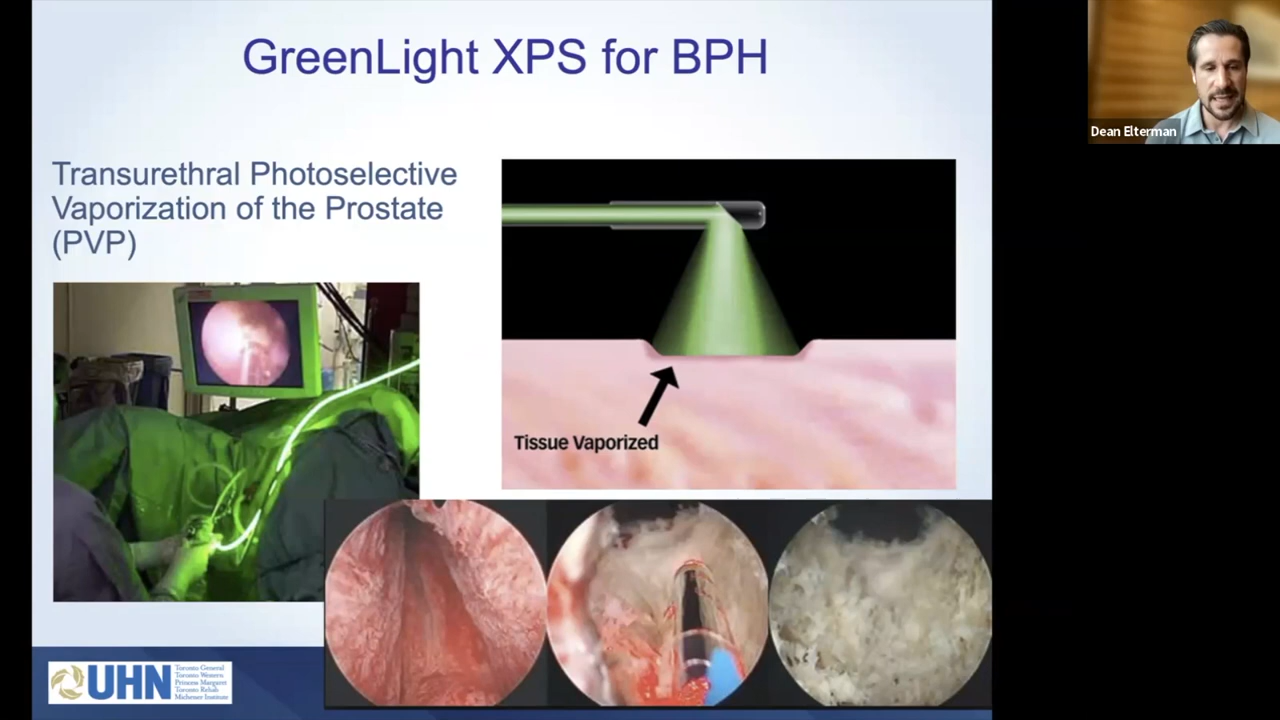 GreenLight XPS for BPH
Dean Elterman
Transurethral Photoselective
Vaporization of the Prostate
(PVP)
Tissue Vaporized
UHN
Toronto General
Toronto Western
Princess Margaret
Toronto Rehab
Michener Institute